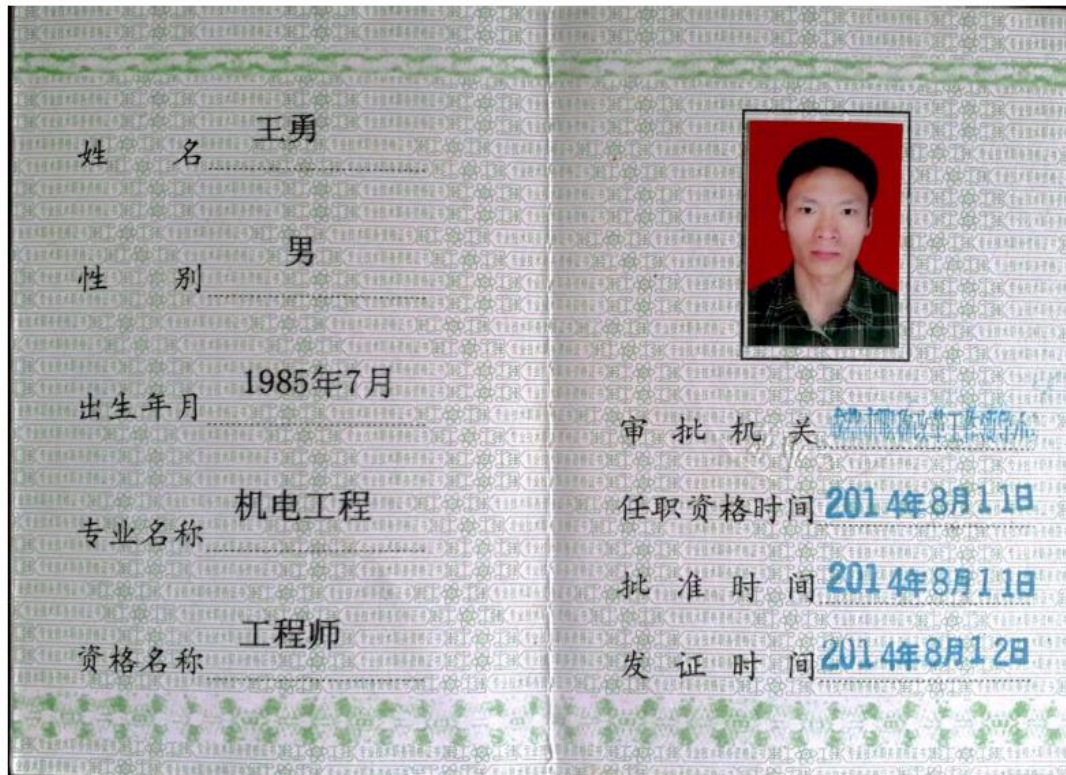 姓名 王勇
性别 男
出生年月 1985年7月
专业名称 机电工程
资格名称 工程师
审批机关
任职资格时间 2014年8月11日
批准时间 2014年8月11日
发证时间 2014年8月12日